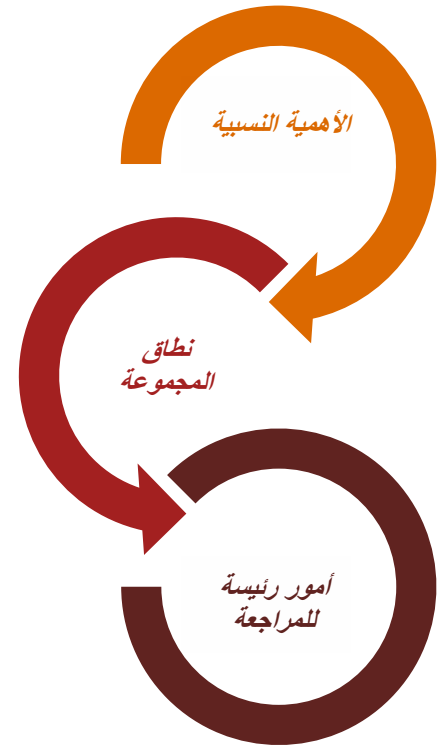 الأهمية النسبية
نطاق
المجموعة
أمور رئيسة
للمراجعة